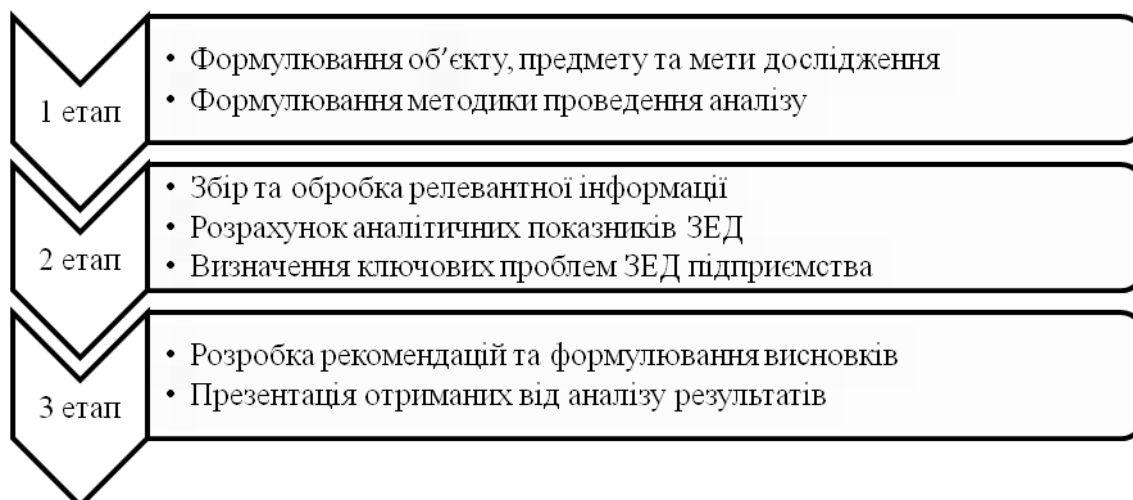 1 етап
• Формулювання об’єкту, предмету та мети дослідження
• Формулювання методики проведення аналізу
2 етап
• Збір та обробка релевантної інформації
• Розрахунок аналітичних показників ЗЕД
• Визначення ключових проблем ЗЕД підприємства
3 етап
• Розробка рекомендацій та формулювання висновків
• Презентація отриманих від аналізу результатів